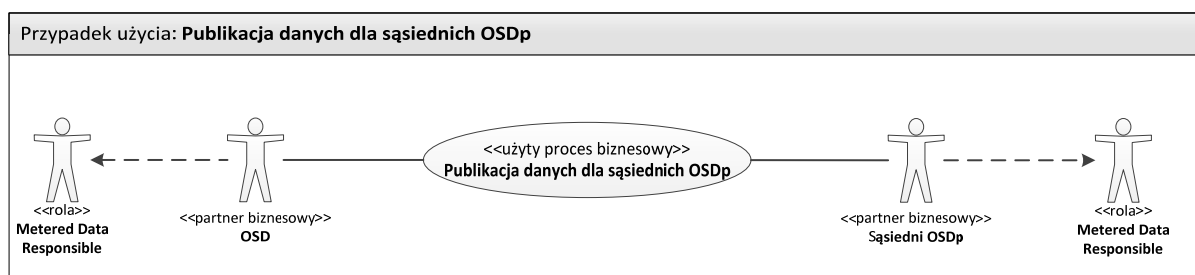 Przypadek użycia: Publikacja danych dla sąsiednich OSDp
<<użyty proces biznesowy>>
Publikacja danych dla sąsiednich OSDp
<<rola>>
Metered Data
Responsible
<<partner biznesowy>>
OSD
<<partner biznesowy>>
Sąsiedni OSDp
<<rola>>
Metered Data
Responsible